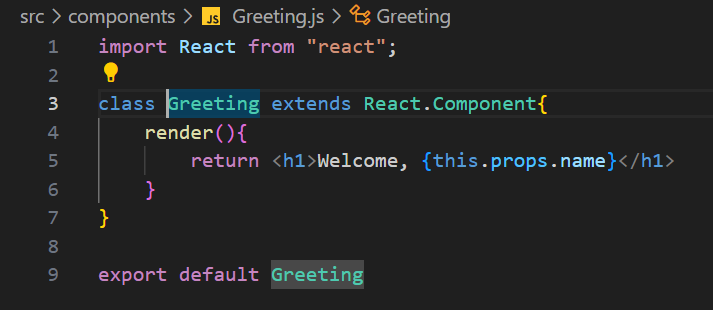 src > components > JS Greeting.js > Greeting
1 import React from "react";
2
3 class Greeting extends React.Component{
4     render(){
5         return <h1>Welcome, {this.props.name}</h1>
6     }
7 }
8
9 export default Greeting